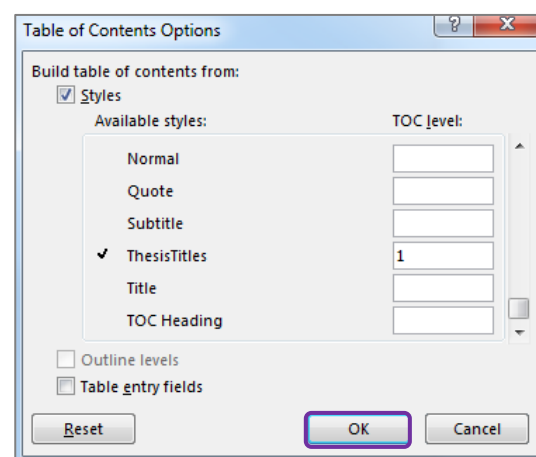 Table of Contents Options
Build table of contents from:
Styles
Available styles: TOC level:
Normal
Quote
Subtitle
ThesisTitles 1
Title
TOC Heading
Outline levels
Table entry fields
Reset OK Cancel